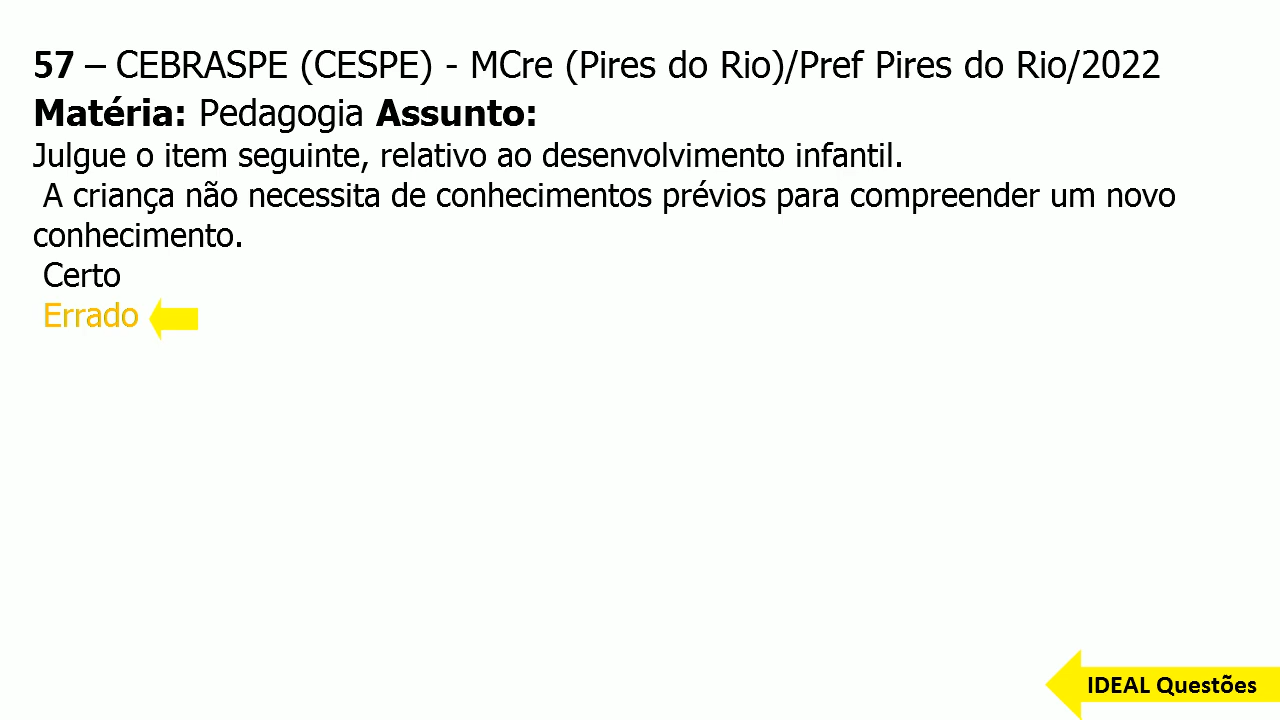 57 – CEBRASPE (CESPE) - MCre (Pires do Rio)/Pref Pires do Rio/2022
Matéria: Pedagogia Assunto:
Julgue o item seguinte, relativo ao desenvolvimento infantil.
A criança não necessita de conhecimentos prévios para compreender um novo
conhecimento.
Certo
Errado
IDEAL Questões